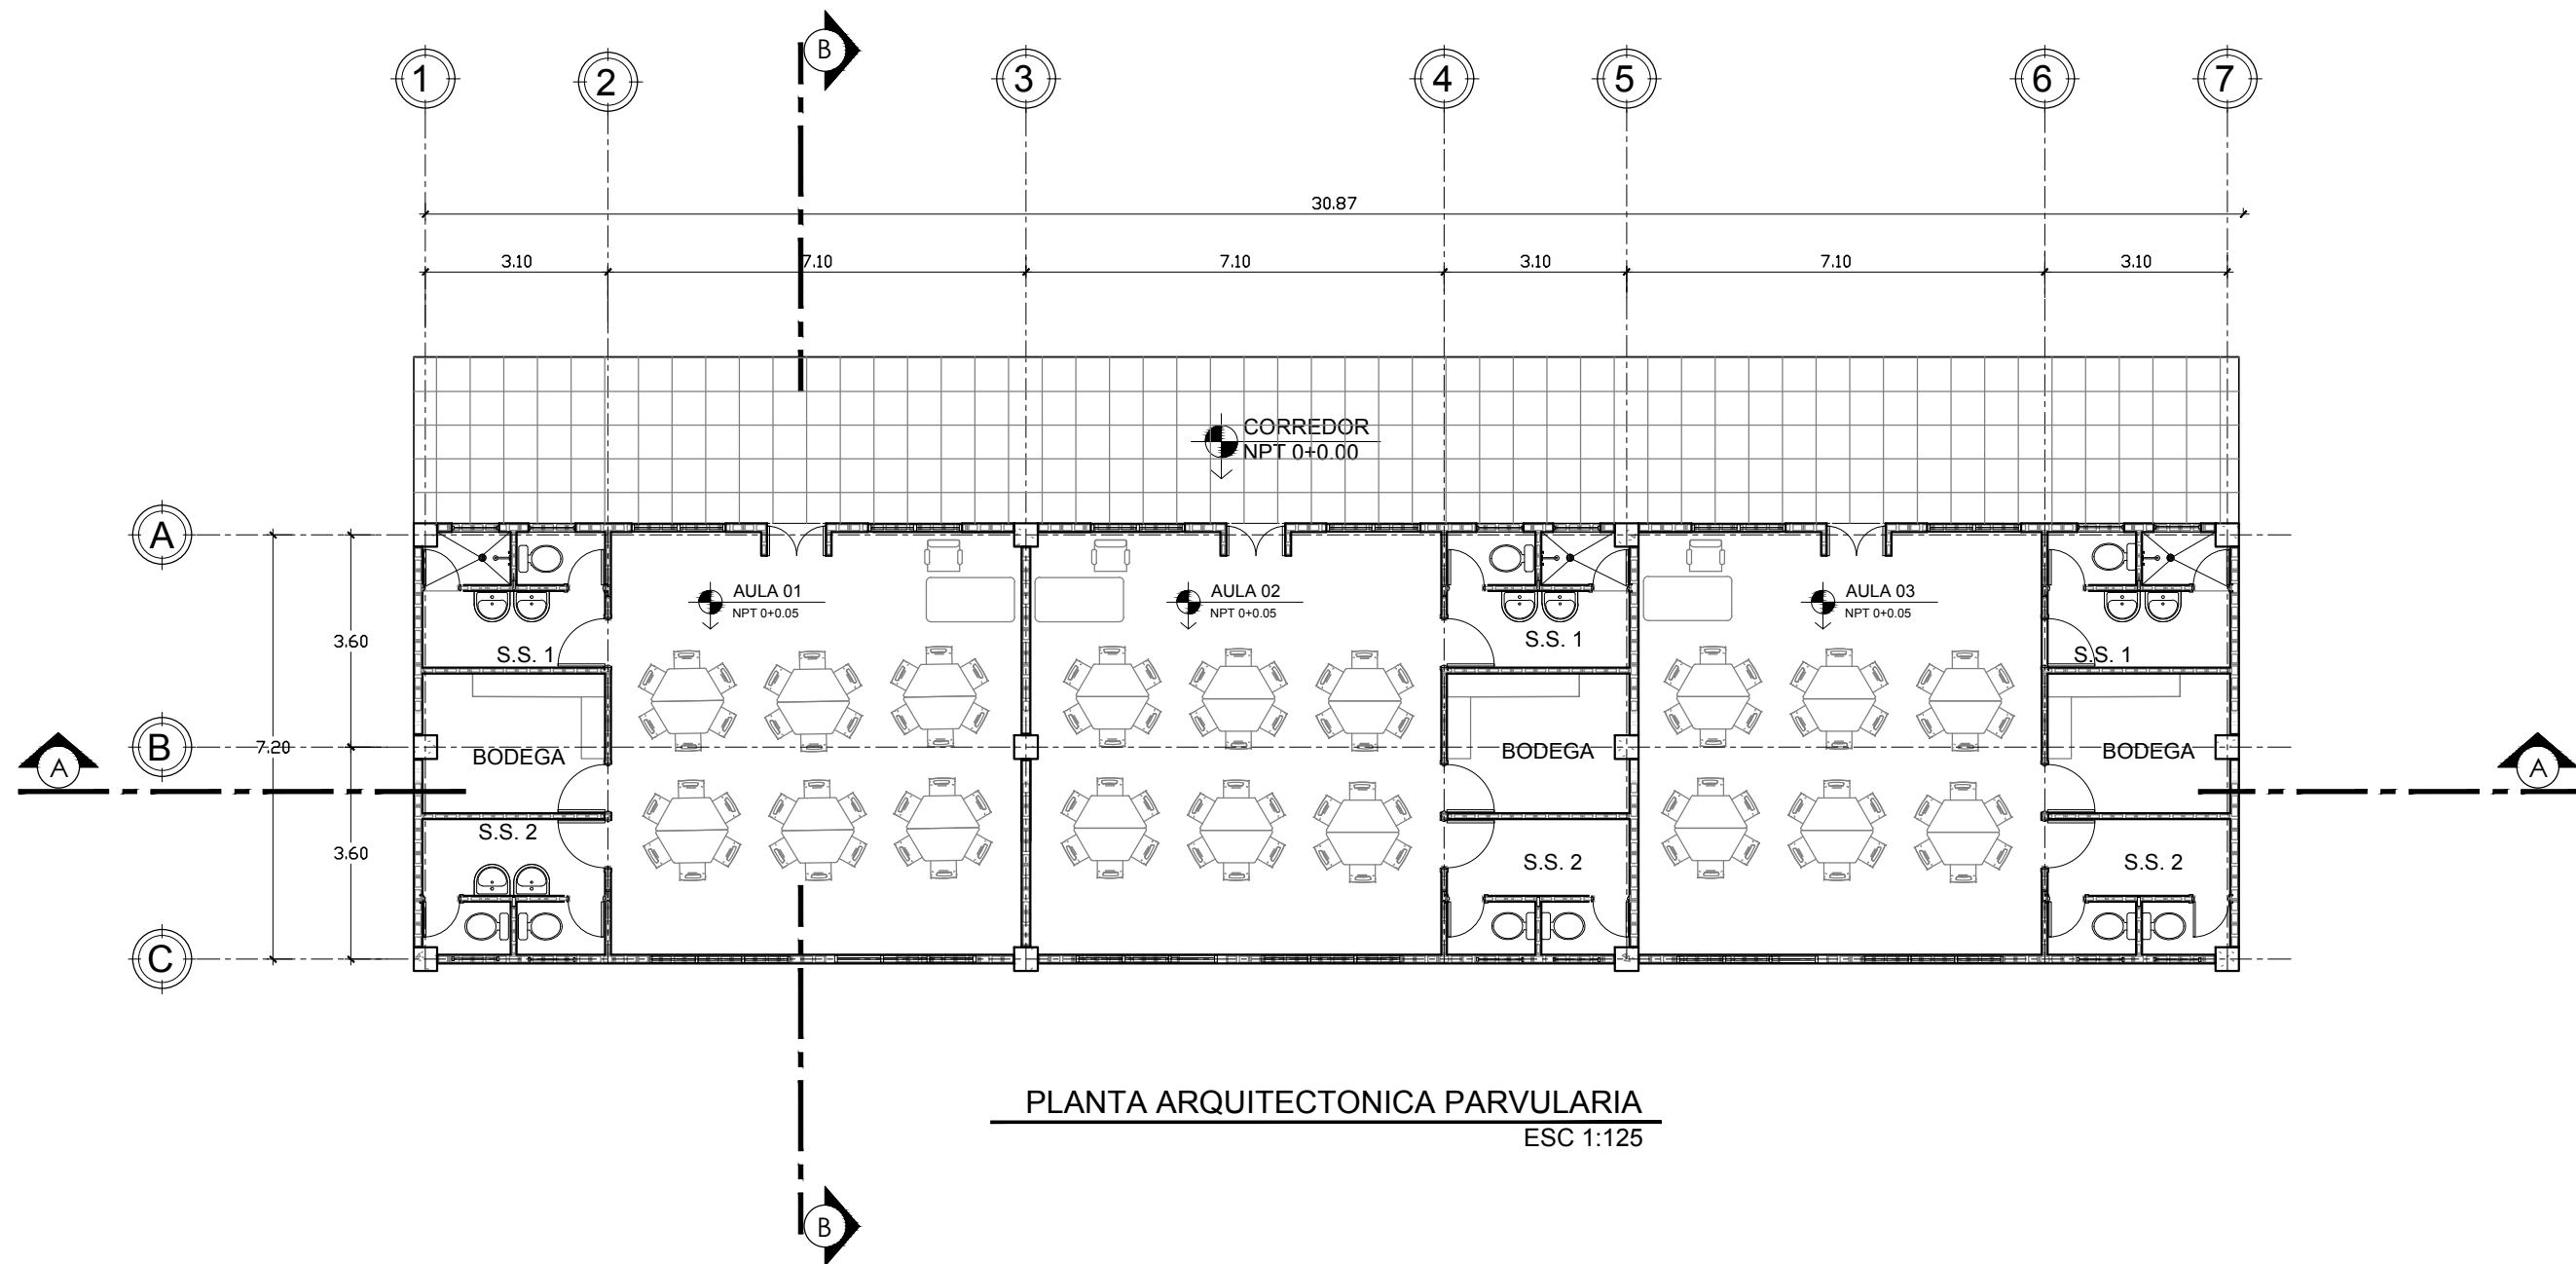 B
1
2
3
4
5
6
7
30.87
3.10
7.10
7.10
3.10
7.10
3.10
CORREDOR
NPT 0+0.00
A
AULA 01
NPT 0+0.05
AULA 02
NPT 0+0.05
AULA 03
NPT 0+0.05
3.60
S.S. 1
S.S. 1
S.S. 1
B
7.20
BODEGA
BODEGA
BODEGA
A
A
S.S. 2
S.S. 2
S.S. 2
3.60
C
PLANTA ARQUITECTONICA PARVULARIA
ESC 1:125
B